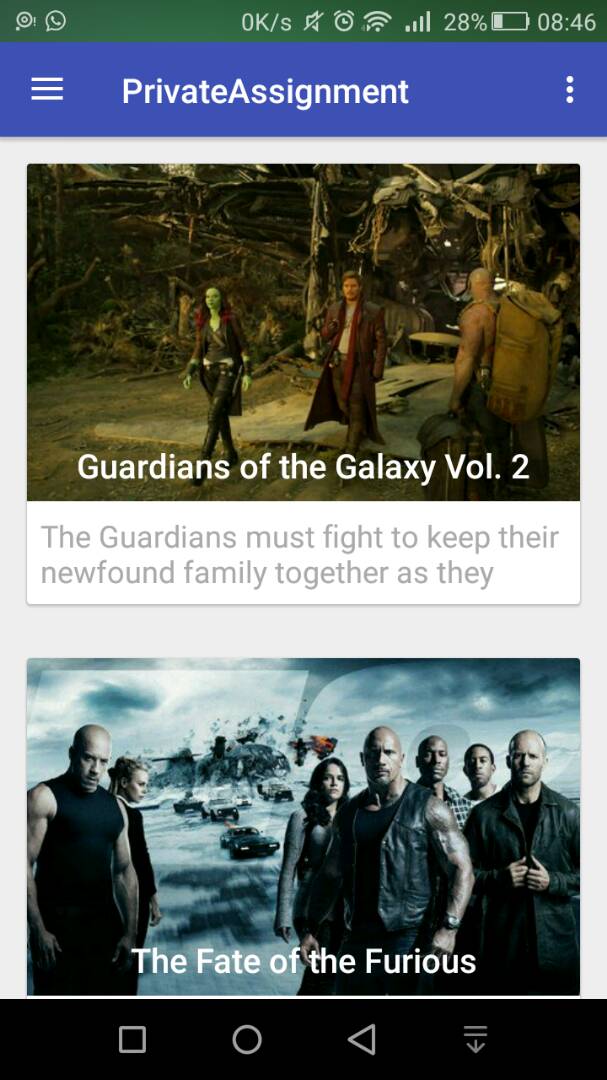 0K/s 28% 08:46
PrivateAssignment
Guardians of the Galaxy Vol. 2
The Guardians must fight to keep their
newfound family together as they
The Fate of the Furious